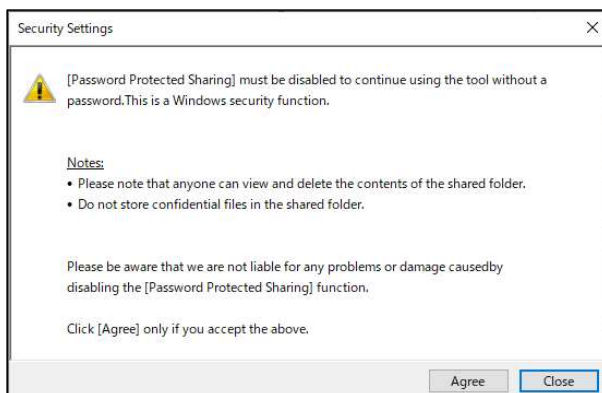 Security Settings
[Password Protected Sharing] must be disabled to continue using the tool without a
password.This is a Windows security function.
Notes:
• Please note that anyone can view and delete the contents of the shared folder.
• Do not store confidential files in the shared folder.
Please be aware that we are not liable for any problems or damage causedby
disabling the [Password Protected Sharing] function.
Click [Agree] only if you accept the above.
Agree Close